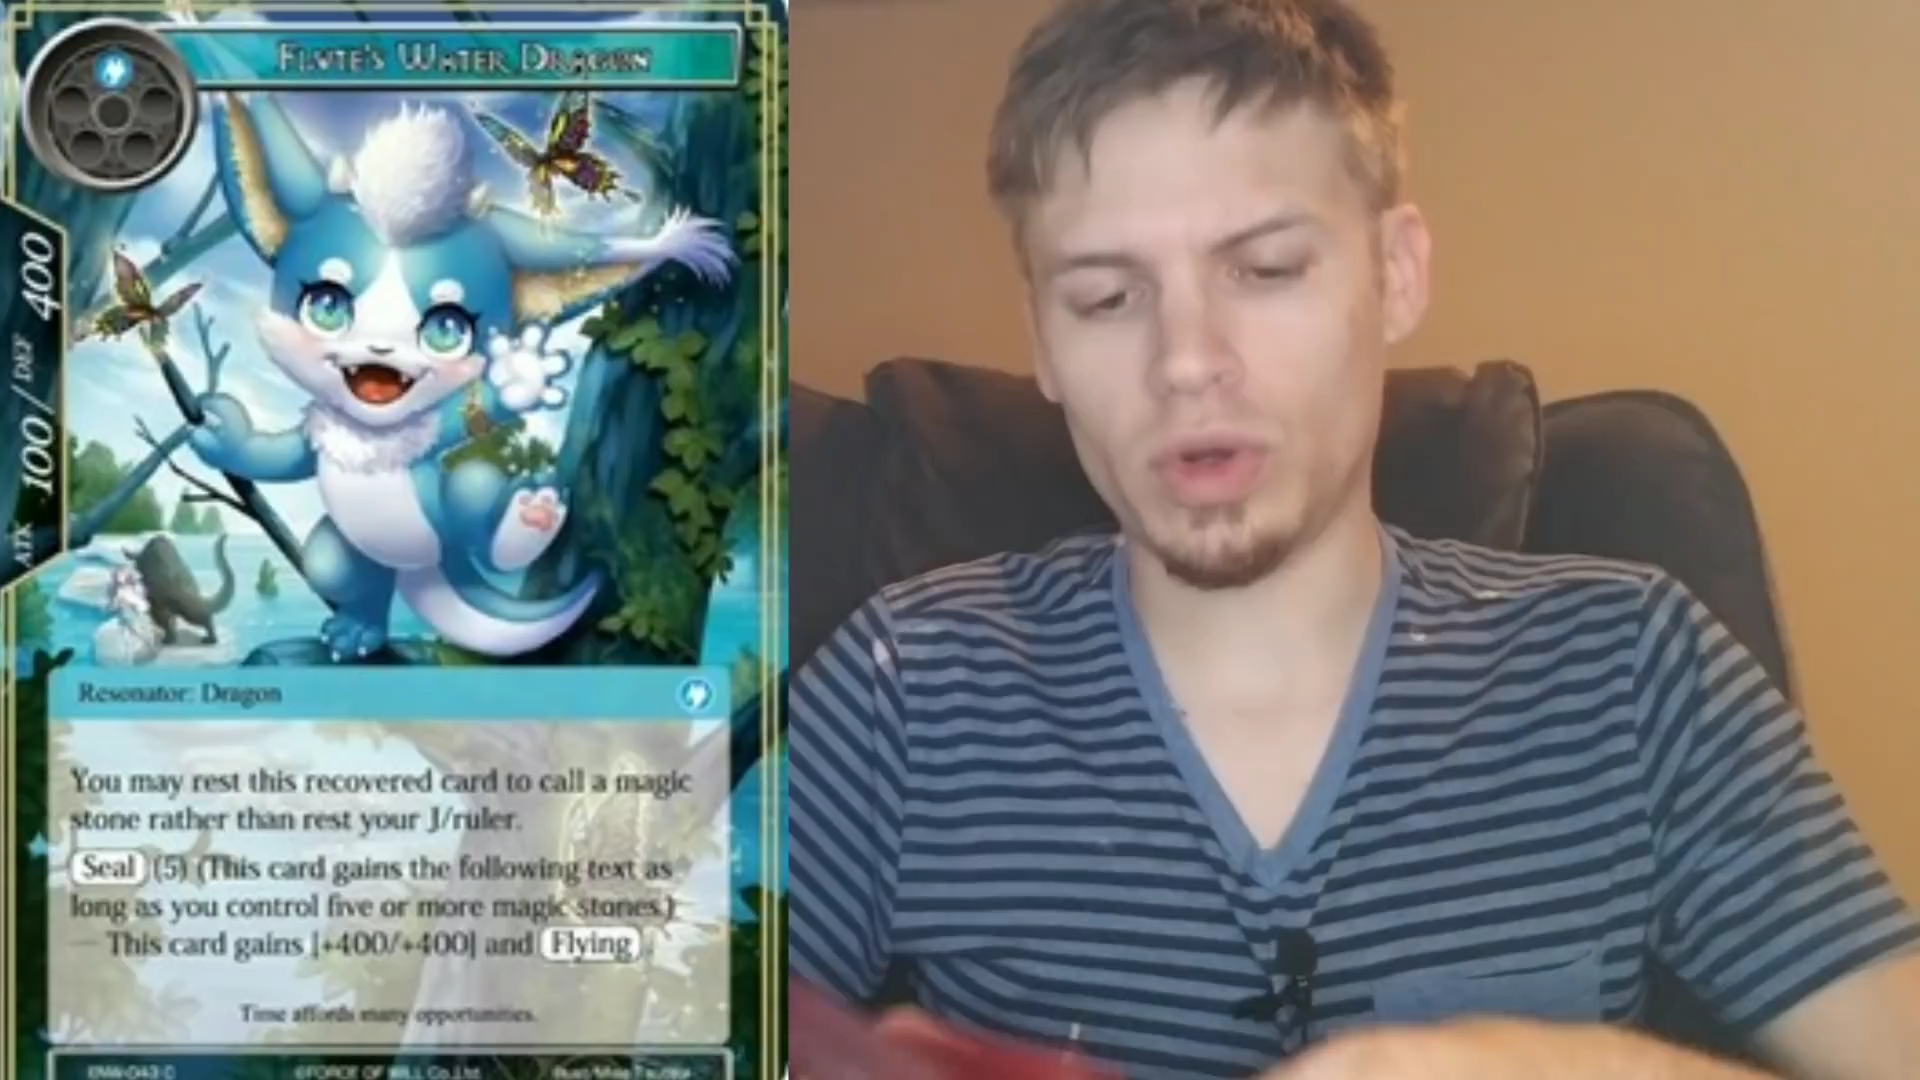 Flute's Water Dragon
ATK 100 / DEF 400
Resonator: Dragon
You may rest this recovered card to call a magic
stone rather than rest your J/ruler.
Seal (5) (This card gains the following text as
long as you control five or more magic stones.)
— This card gains [+400/+400] and Flying.
Time affords many opportunities.
©FORCE OF WILL Co.,Ltd.